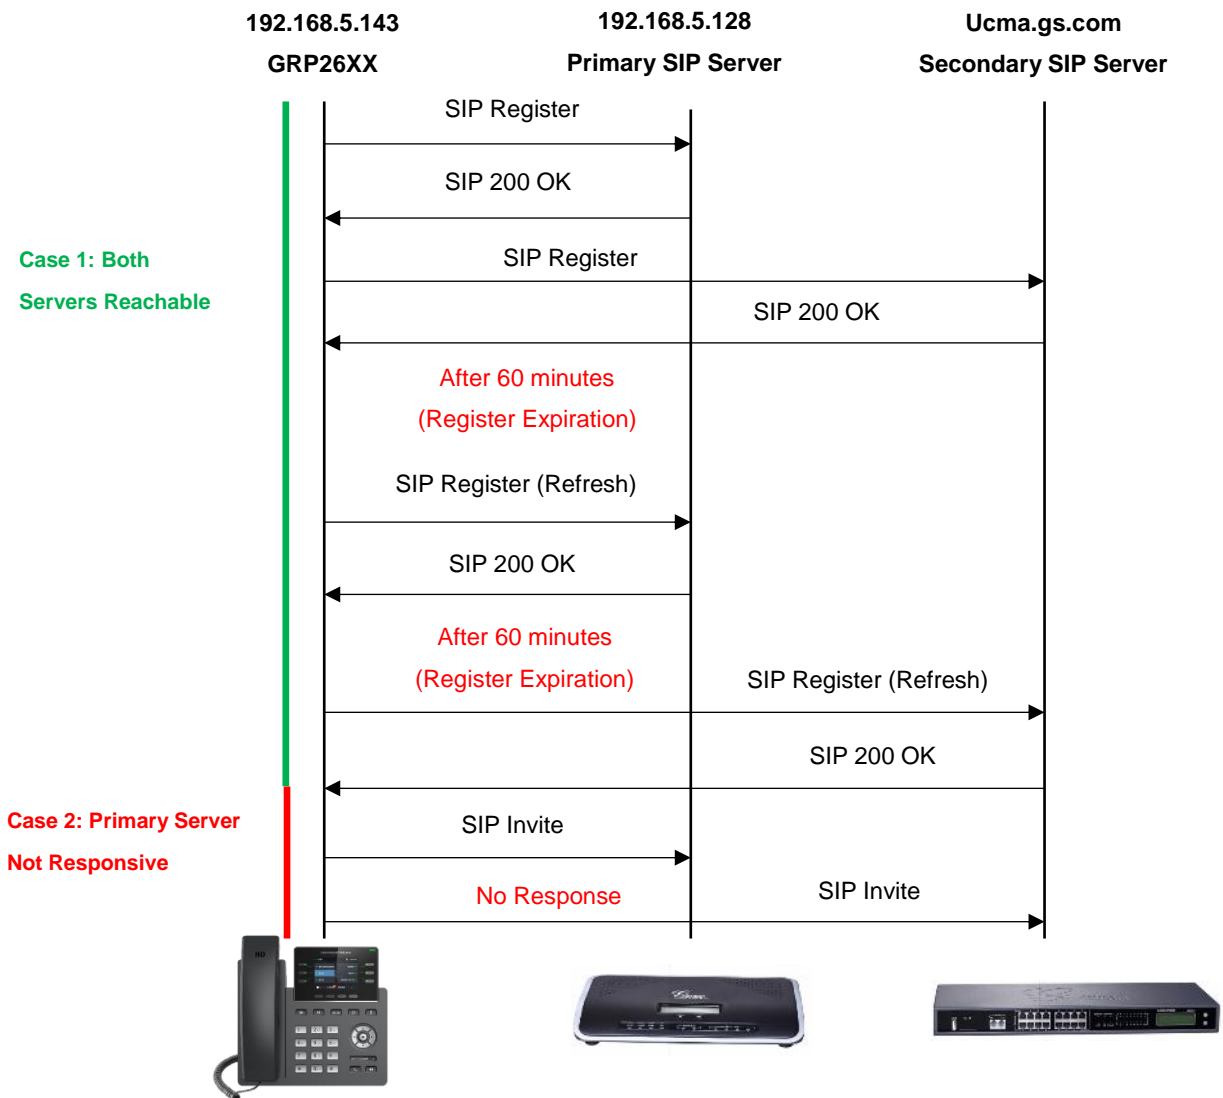 192.168.5.143
GRP26XX
192.168.5.128
Primary SIP Server
Ucma.gs.com
Secondary SIP Server
SIP Register
SIP 200 OK
Case 1: Both
Servers Reachable
SIP Register
SIP 200 OK
After 60 minutes
(Register Expiration)
SIP Register (Refresh)
SIP 200 OK
After 60 minutes
(Register Expiration)
SIP Register (Refresh)
SIP 200 OK
Case 2: Primary Server
Not Responsive
SIP Invite
No Response
SIP Invite
HD